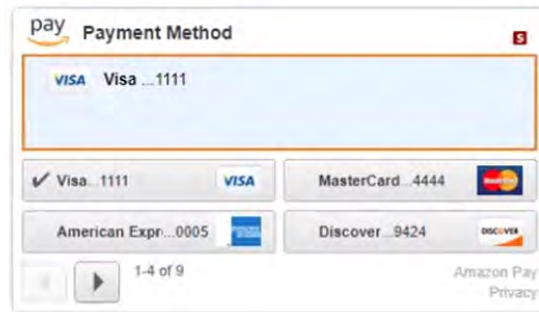 pay Payment Method
S
VISA Visa ...1111
Visa...1111 VISA
MasterCard...4444 MasterCard
American Expr...0005
Discover...9424 DISCOVER
1-4 of 9
Amazon Pay
Privacy